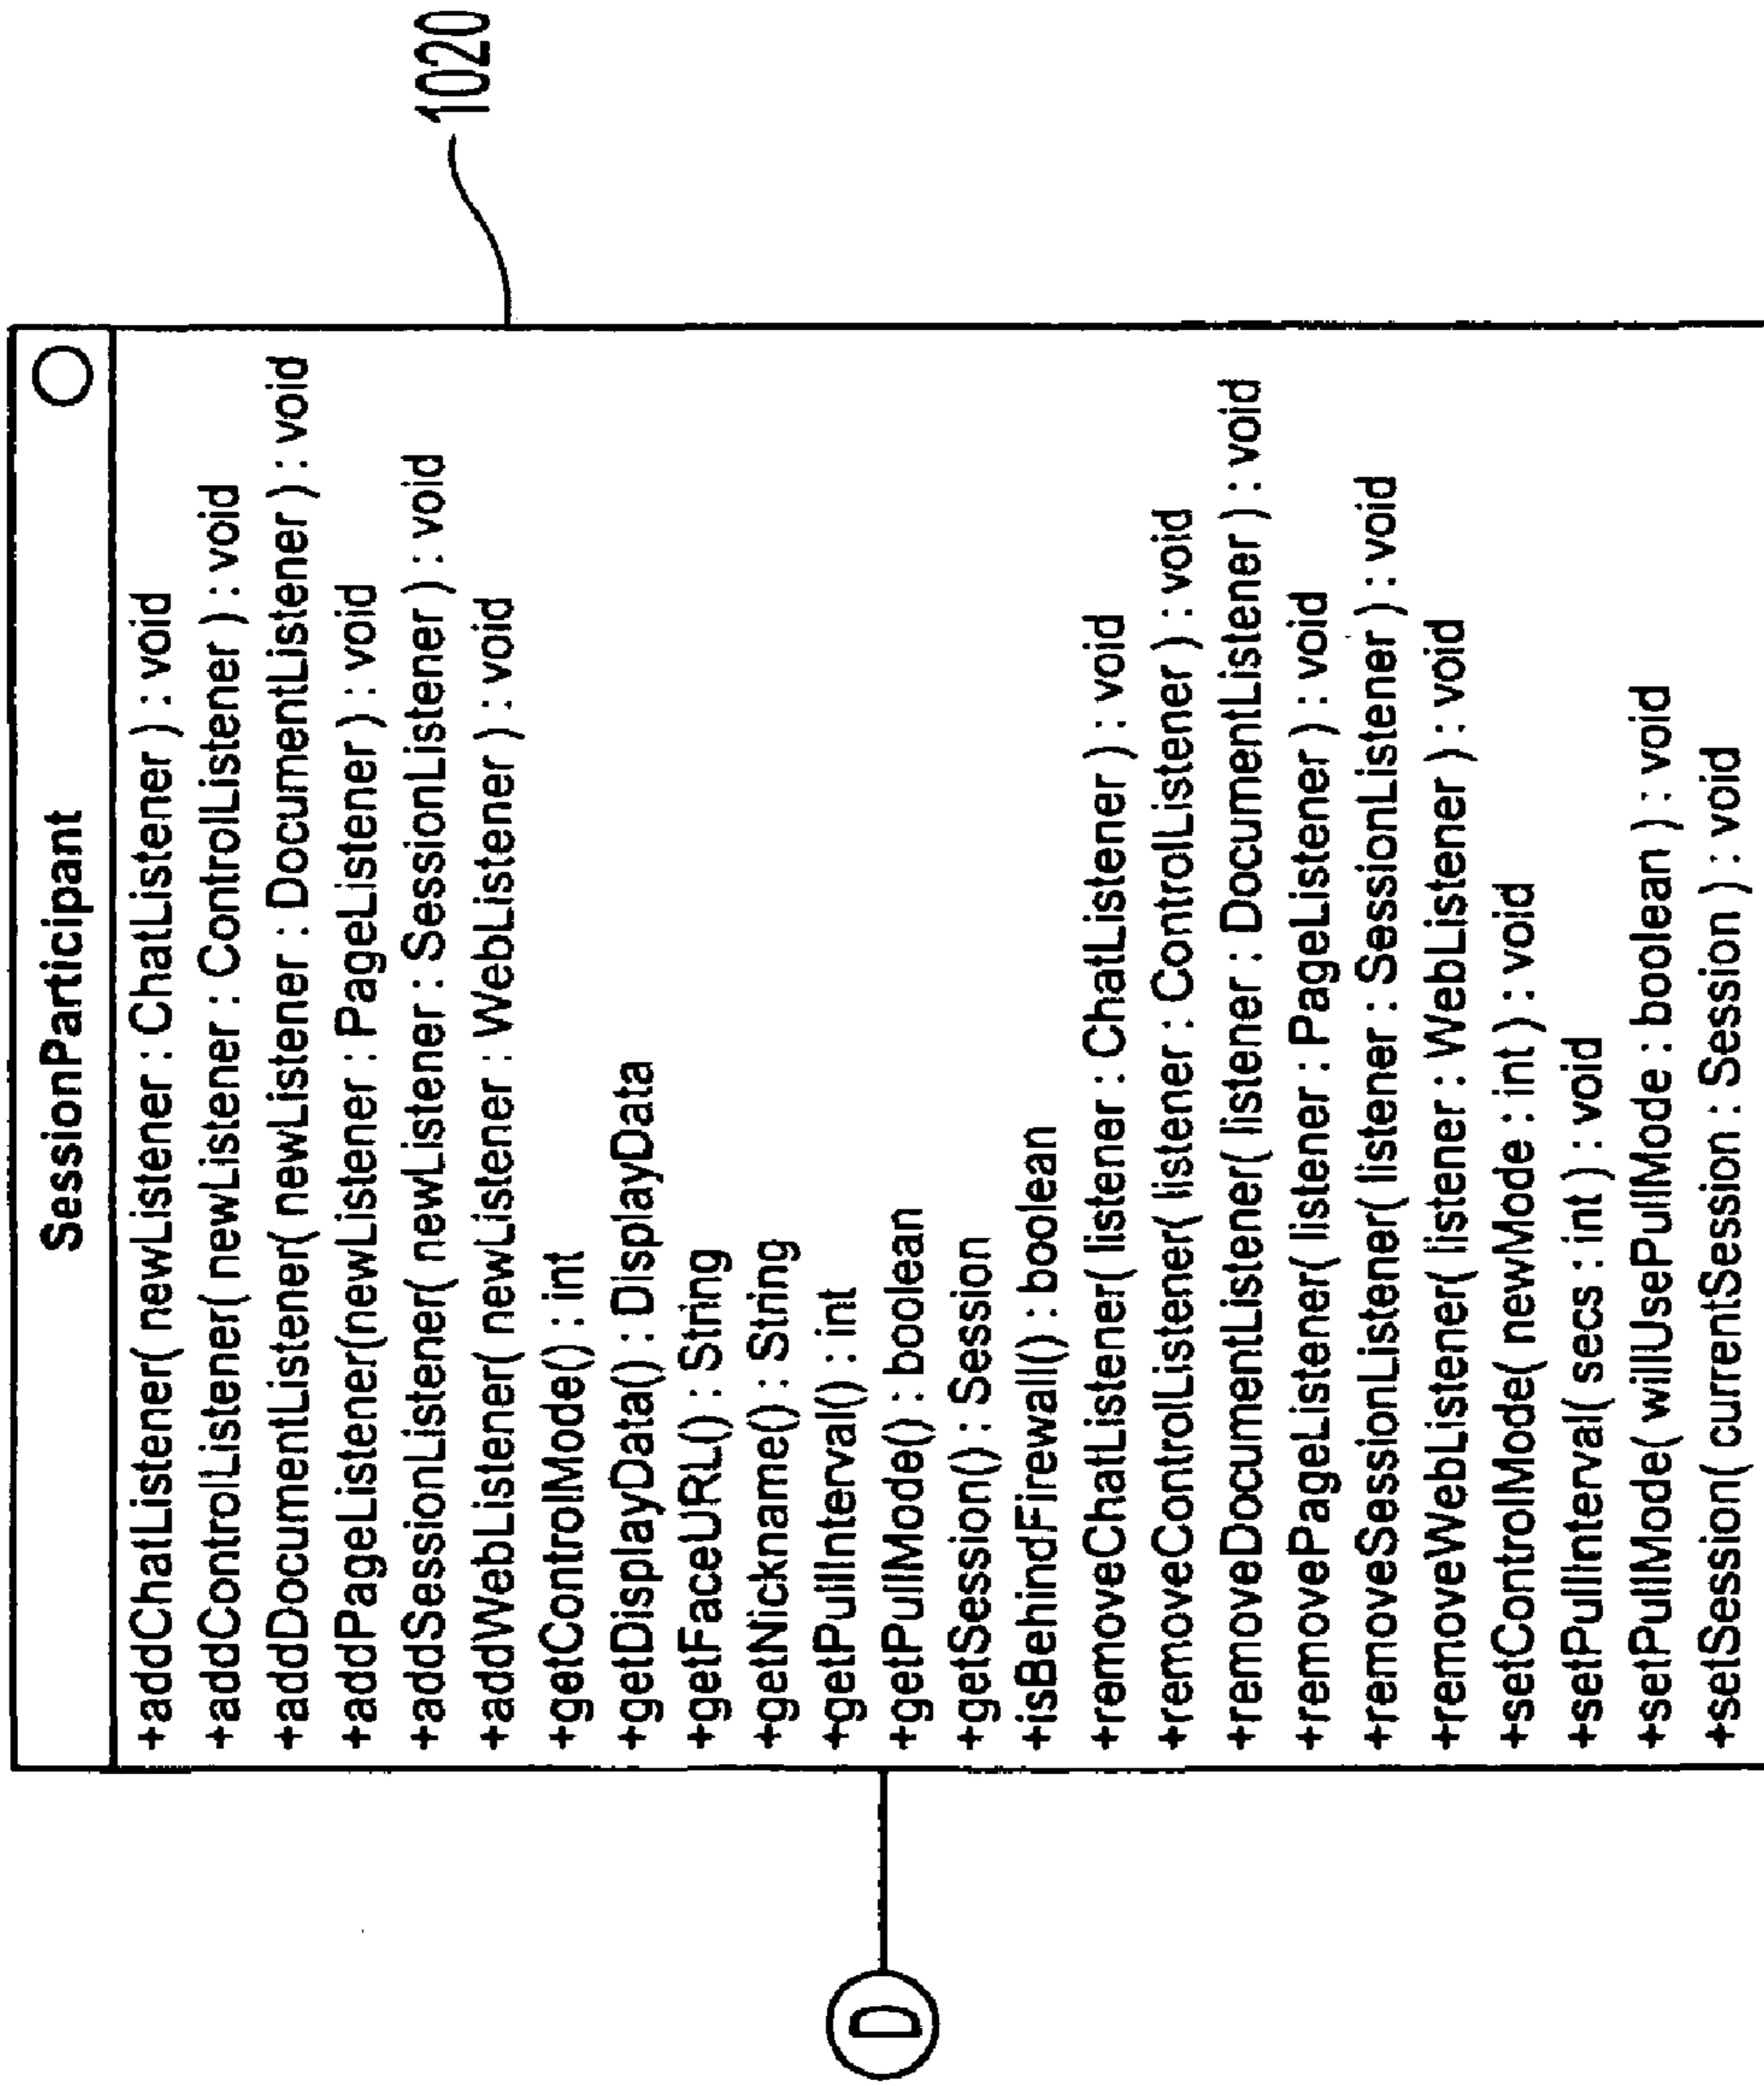 SessionParticipant
+addChatListener( newListener : ChatListener ) : void
+addControlListener( newListener : ControlListener ) : void
+addDocumentListener( newListener : DocumentListener ) : void
+addPageListener(newListener : PageListener ) : void
+addSessionListener( newListener : SessionListener ) : void
+addWebListener( newListener : WebListener ) : void
+getControlMode() : int
+getDisplayData() : DisplayData
+getFaceURL() : String
+getNickname() : String
+getPullInterval() : int
+getPullMode() : boolean
+getSession() : Session
+isBehindFirewall() : boolean
+removeChatListener( listener : ChatListener ) : void
+removeControlListener( listener : ControlListener ) : void
+removeDocumentListener( listener : DocumentListener ) : void
+removePageListener( listener : PageListener ) : void
+removeSessionListener( listener : SessionListener ) : void
+removeWebListener( listener : WebListener ) : void
+setControlMode( newMode : int ) : void
+setPullInterval( secs : int ) : void
+setPullMode( willUsePullMode : boolean ) : void
+setSession( currentSession : Session ) : void
D
1020